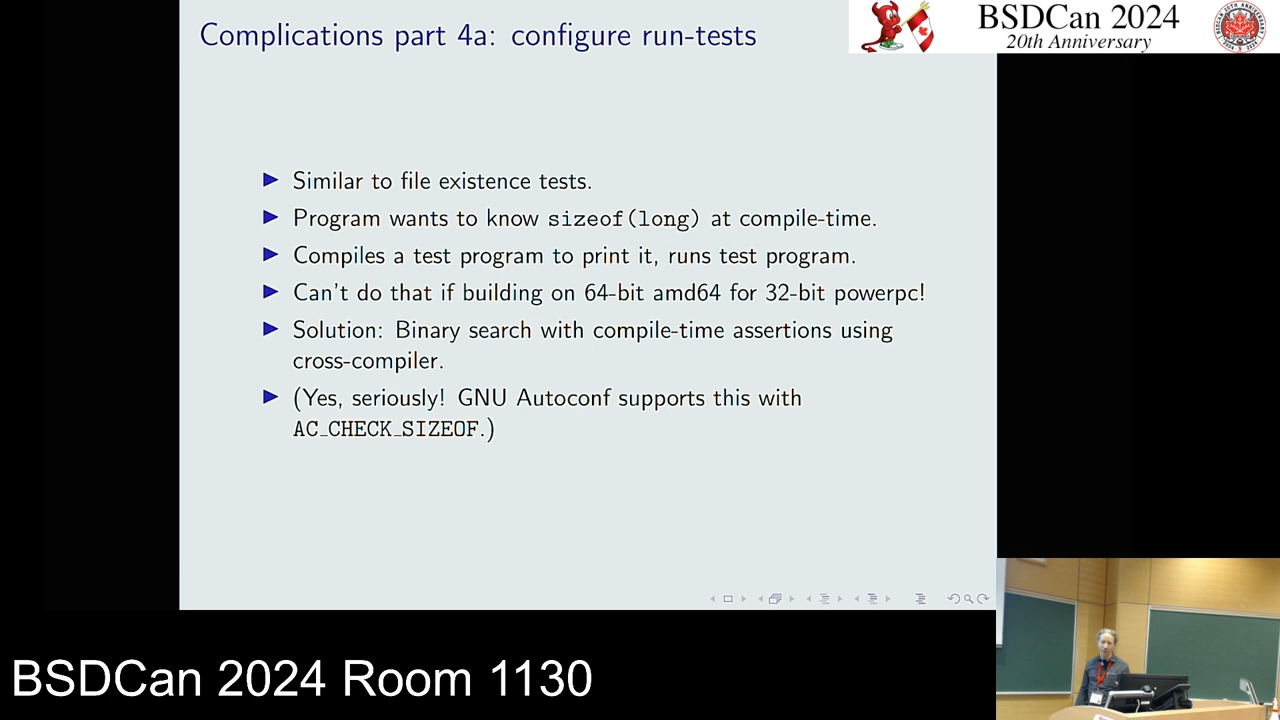 Complications part 4a: configure run-tests
BSDCan 2024
20th Anniversary
▶ Similar to file existence tests.
▶ Program wants to know sizeof(long) at compile-time.
▶ Compiles a test program to print it, runs test program.
▶ Can't do that if building on 64-bit amd64 for 32-bit powerpc!
▶ Solution: Binary search with compile-time assertions using
cross-compiler.
▶ (Yes, seriously! GNU Autoconf supports this with
AC_CHECK_SIZEOF.)
BSDCan 2024 Room 1130